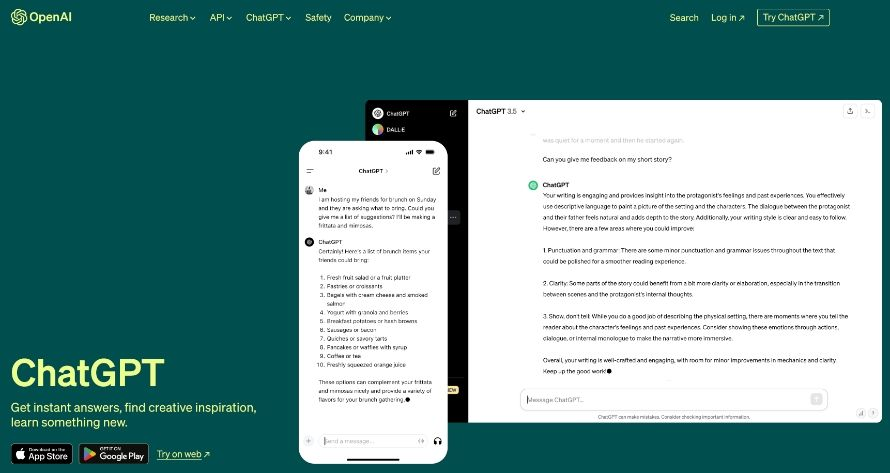 OpenAI
Research
API
ChatGPT
Safety
Company
Search
Log in ↗
Try ChatGPT ↗
ChatGPT
DALL·E
ChatGPT 3.5
was quiet for a moment and then he started again.
Can you give me feedback on my short story?
ChatGPT
Your writing is engaging and provides insight into the protagonist's feelings and past experiences. You effectively
use descriptive language to paint a picture of the setting and the characters. The dialogue between the protagonist
and their father feels natural and adds depth to the story. Additionally, your writing style is clear and easy to follow.
However, there are a few areas where you could improve:
1. Punctuation and grammar: There are some minor punctuation and grammar issues throughout the text
that could be polished for a smoother reading experience.
2. Clarity: Some parts of the story could benefit from a bit more clarity or elaboration, especially in the transition
between scenes and the protagonist's internal thoughts.
3. Show, don't tell: While you do a good job of describing the physical setting, there are moments where you tell the
reader about the character's feelings and past experiences. Consider showing these emotions through actions,
dialogue, or internal monologue to make the narrative more immersive.
Overall, your writing is well-crafted and engaging, with room for minor improvements in mechanics and clarity.
Keep up the good work!
Message ChatGPT...
ChatGPT can make mistakes. Consider checking important information.
?
NEW
9:41
ChatGPT ›
Me
I am hosting my friends for brunch on Sunday
and they are asking what to bring. Could you
give me a list of suggestions? I'll be making a
frittata and mimosas.
ChatGPT
Certainly! Here's a list of brunch items your
friends could bring:
1. Fresh fruit salad or a fruit platter
2. Pastries or croissants
3. Bagels with cream cheese and smoked
salmon
4. Yogurt with granola and berries
5. Breakfast potatoes or hash browns
6. Sausages or bacon
7. Quiches or savory tarts
8. Pancakes or waffles with syrup
9. Coffee or tea
10. Freshly squeezed orange juice
These options can complement your frittata
and mimosas nicely and provide a variety of
flavors for your brunch gathering.
Send a message...
ChatGPT
Get instant answers, find creative inspiration,
learn something new.
Download on the
App Store
GET IT ON
Google Play
Try on web ↗